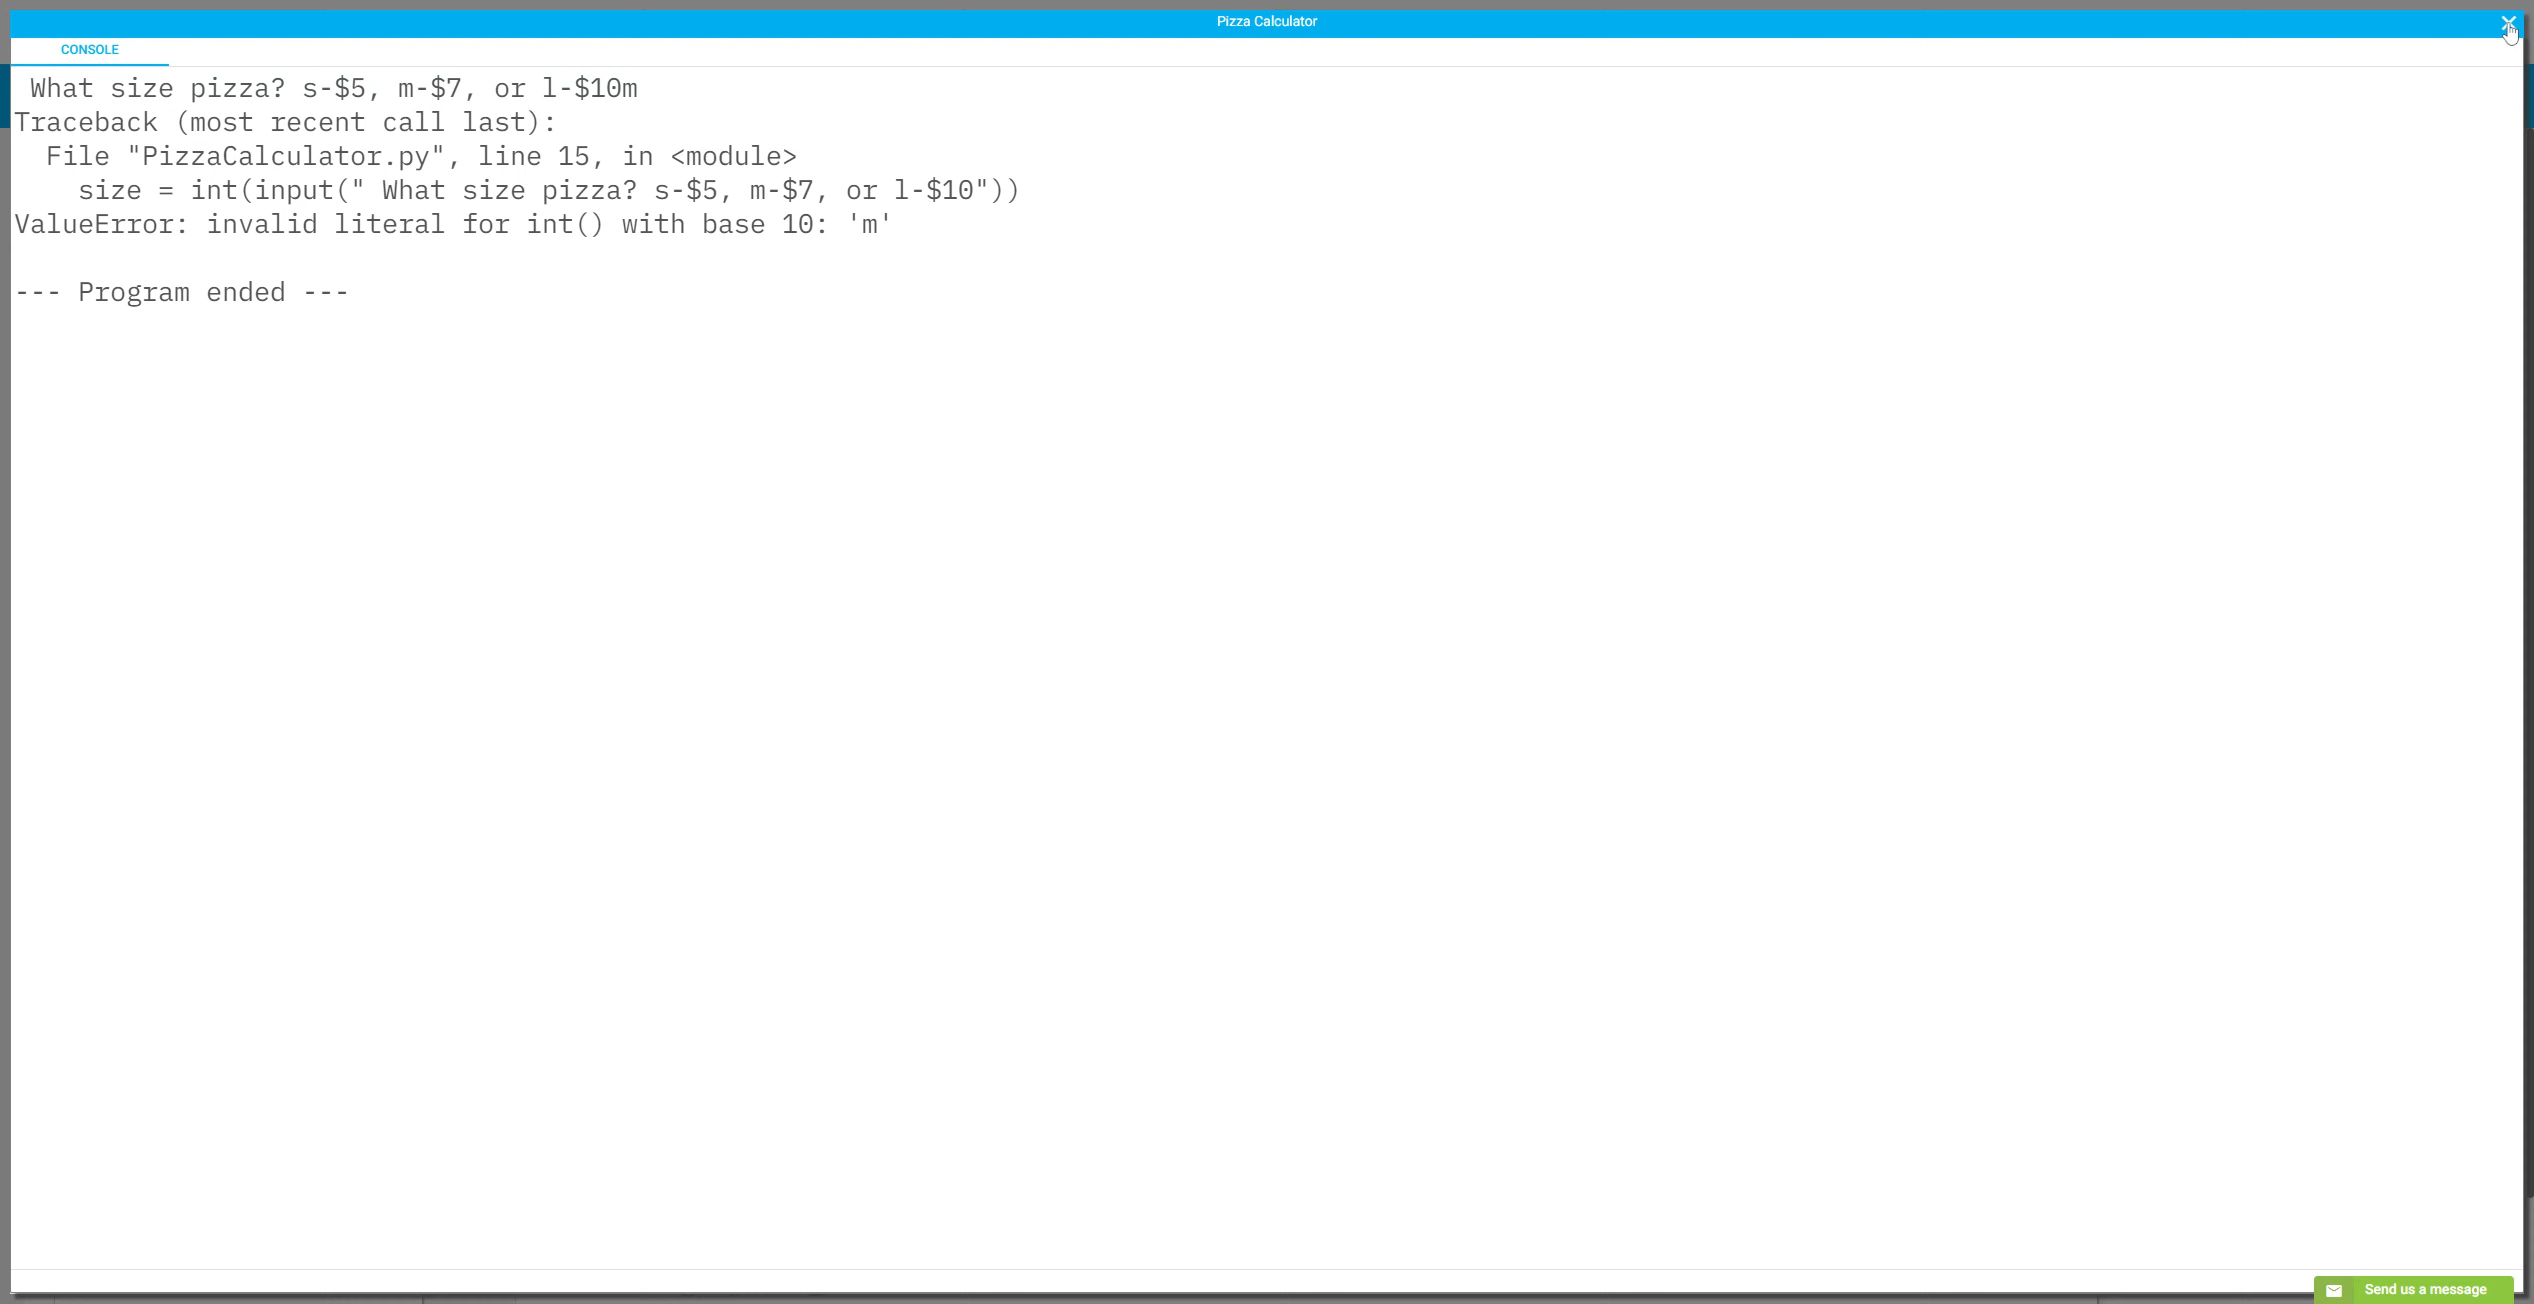 Pizza Calculator
CONSOLE
 What size pizza? s-$5, m-$7, or l-$10m
Traceback (most recent call last):
  File "PizzaCalculator.py", line 15, in <module>
    size = int(input(" What size pizza? s-$5, m-$7, or l-$10"))
ValueError: invalid literal for int() with base 10: 'm'
--- Program ended ---
Send us a message